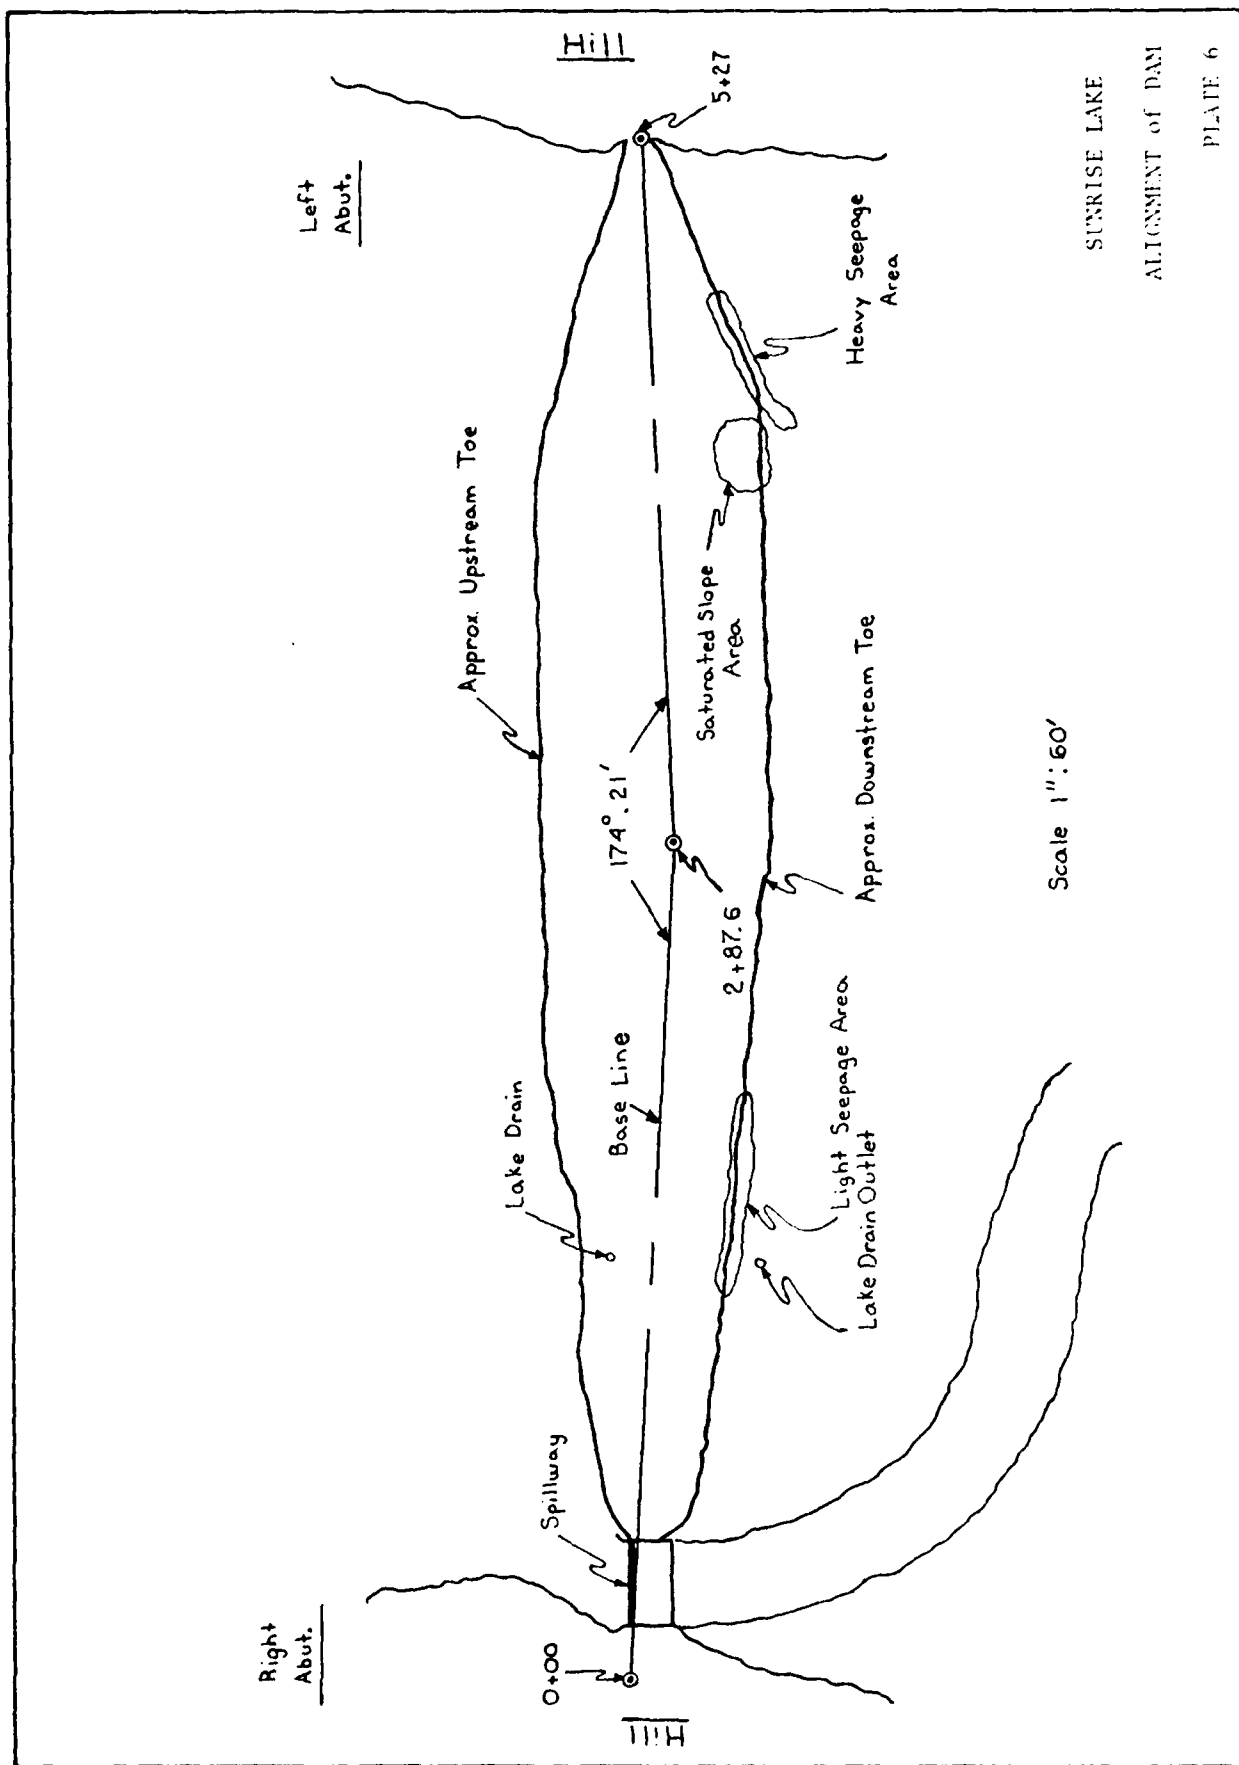 Right
Abut.
Left
Abut.
Hill
Hill
0+00
Spillway
Lake Drain
Approx. Upstream Toe
5+27
Base Line
174°.21'
2+87.6
Saturated Slope
Area
Heavy Seepage
Area
Light Seepage Area
Lake Drain Outlet
Approx. Downstream Toe
Scale 1":60'
SUNRISE LAKE
ALIGNMENT of DAM
PLATE 6